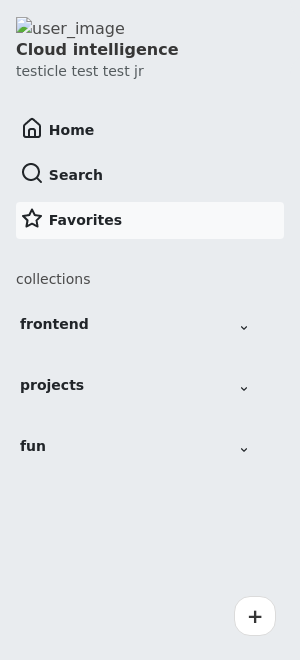 user_image
Cloud intelligence
testicle test test jr
Home
Search
Favorites
collections
frontend
projects
fun
+